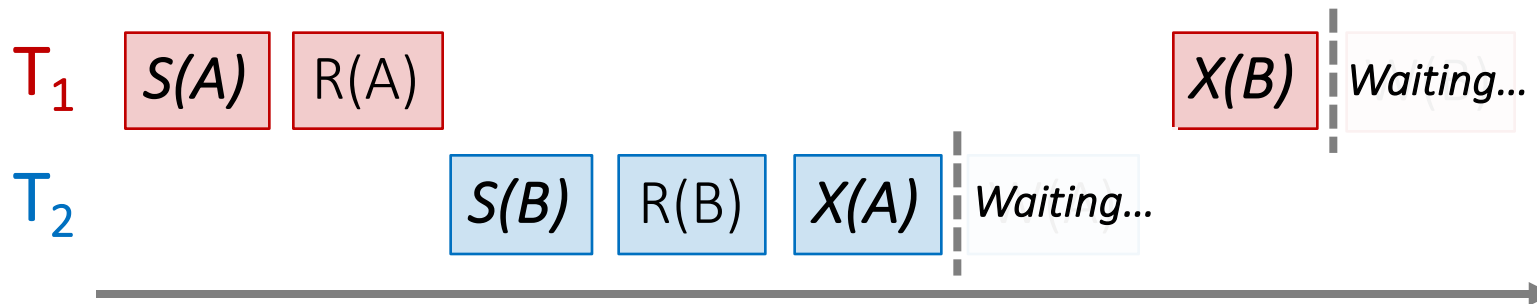 T₁ S(A) R(A) X(B) Waiting...
T₂ S(B) R(B) X(A) Waiting...